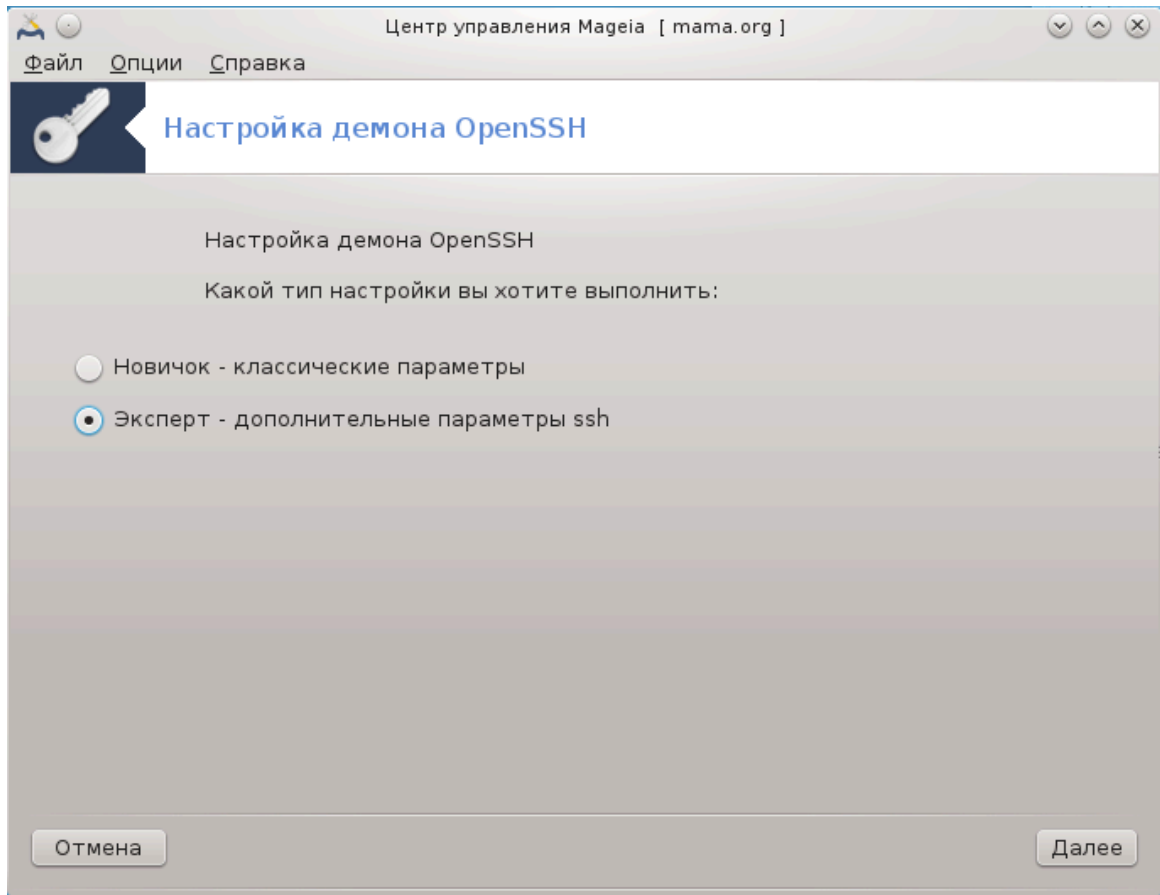 Центр управления Mageia [ mama.org ]
Файл Опции Справка
Настройка демона OpenSSH
Настройка демона OpenSSH
Какой тип настройки вы хотите выполнить:
Новичок - классические параметры
Эксперт - дополнительные параметры ssh
Отмена Далее